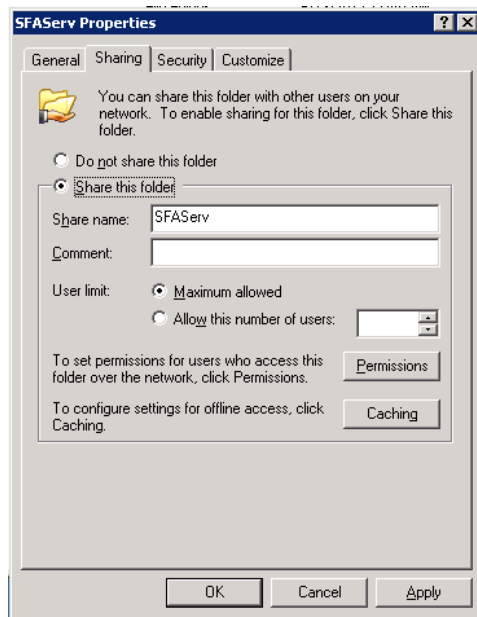 SFAServ Properties
General Sharing Security Customize
You can share this folder with other users on your
network. To enable sharing for this folder, click Share this
folder.
Do not share this folder
Share this folder
Share name: SFAServ
Comment:
User limit: Maximum allowed
Allow this number of users:
To set permissions for users who access this
folder over the network, click Permissions.
Permissions
To configure settings for offline access, click
Caching.
Caching
OK Cancel Apply